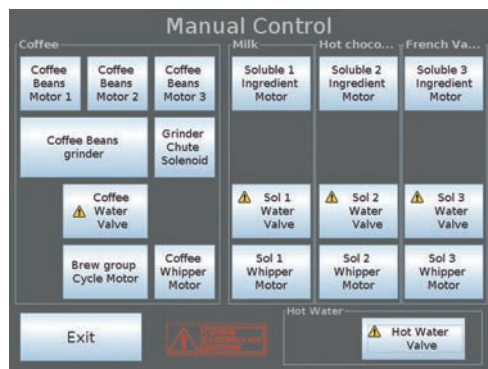 Manual Control
Coffee
Milk
Hot choco...
French Va...
Coffee
Beans
Motor 1
Coffee
Beans
Motor 2
Coffee
Beans
Motor 3
Soluble 1
Ingredient
Motor
Soluble 2
Ingredient
Motor
Soluble 3
Ingredient
Motor
Coffee Beans
grinder
Grinder
Chute
Solenoid
Coffee
Water
Valve
Sol 1
Water
Valve
Sol 2
Water
Valve
Sol 3
Water
Valve
Brew group
Cycle Motor
Coffee
Whipper
Motor
Sol 1
Whipper
Motor
Sol 2
Whipper
Motor
Sol 3
Whipper
Motor
Hot Water
Exit
Hot Water
Valve